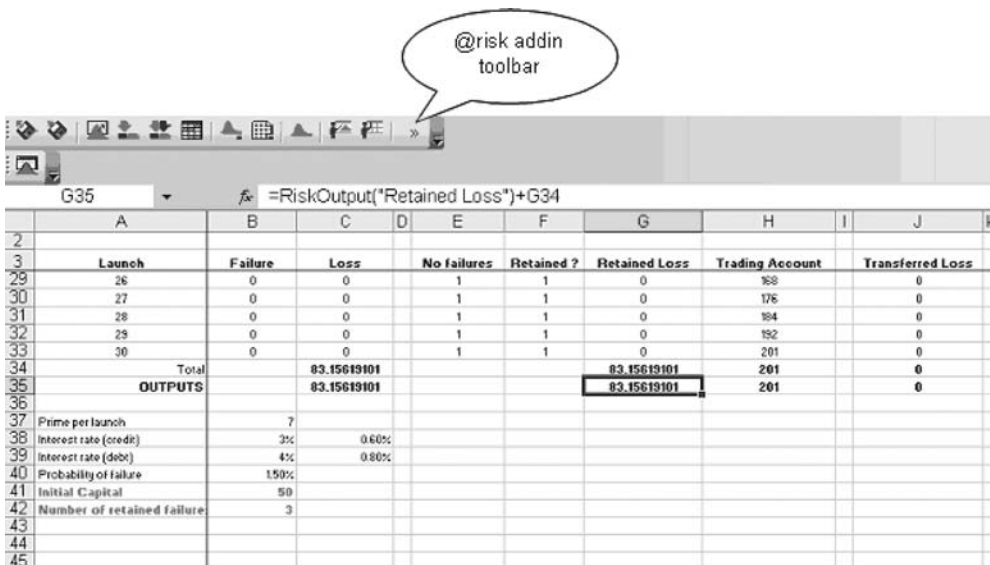 @risk addin
toolbar
»
G35 fx =RiskOutput("Retained Loss")+G34
A B C D E F G H I J
2
3 Launch Failure Loss No failures Retained ? Retained Loss Trading Account Transferred Loss
29 26 0 0 1 1 0 168 0
30 27 0 0 1 1 0 176 0
31 28 0 0 1 1 0 184 0
32 29 0 0 1 1 0 192 0
33 30 0 0 1 1 0 201 0
34 Total 83.15619101 83.15619101 201 0
35 OUTPUTS 83.15619101 83.15619101 201 0
36
37 Prime per launch 7
38 Interest rate (credit) 3% 0.60%
39 Interest rate (debt) 4% 0.80%
40 Probability of failure 1.50%
41 Initial Capital 50
42 Number of retained failure 3
43
44
45